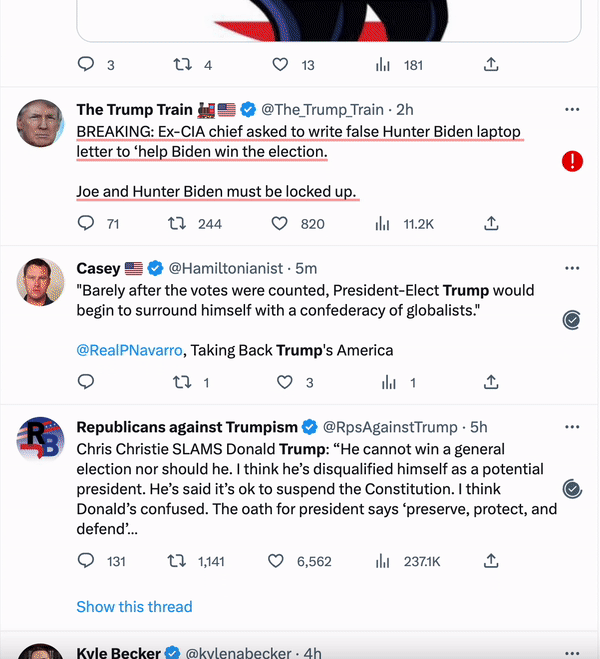 3 4 13 181
The Trump Train 🚂🇺🇸 @The_Trump_Train · 2h ...
BREAKING: Ex-CIA chief asked to write false Hunter Biden laptop
letter to ‘help Biden win the election.
Joe and Hunter Biden must be locked up.
71 244 820 11.2K
Casey 🇺🇸 @Hamiltonianist · 5m ...
"Barely after the votes were counted, President-Elect Trump would
begin to surround himself with a confederacy of globalists."
@RealPNavarro, Taking Back Trump's America
1 3 1
RB
Republicans against Trumpism @RpsAgainstTrump · 5h ...
Chris Christie SLAMS Donald Trump: “He cannot win a general
election nor should he. I think he’s disqualified himself as a potential
president. He’s said it’s ok to suspend the Constitution. I think
Donald’s confused. The oath for president says ‘preserve, protect, and
defend’...
131 1,141 6,562 237.1K
Show this thread
Kyle Becker @kylenabecker · 4h ...